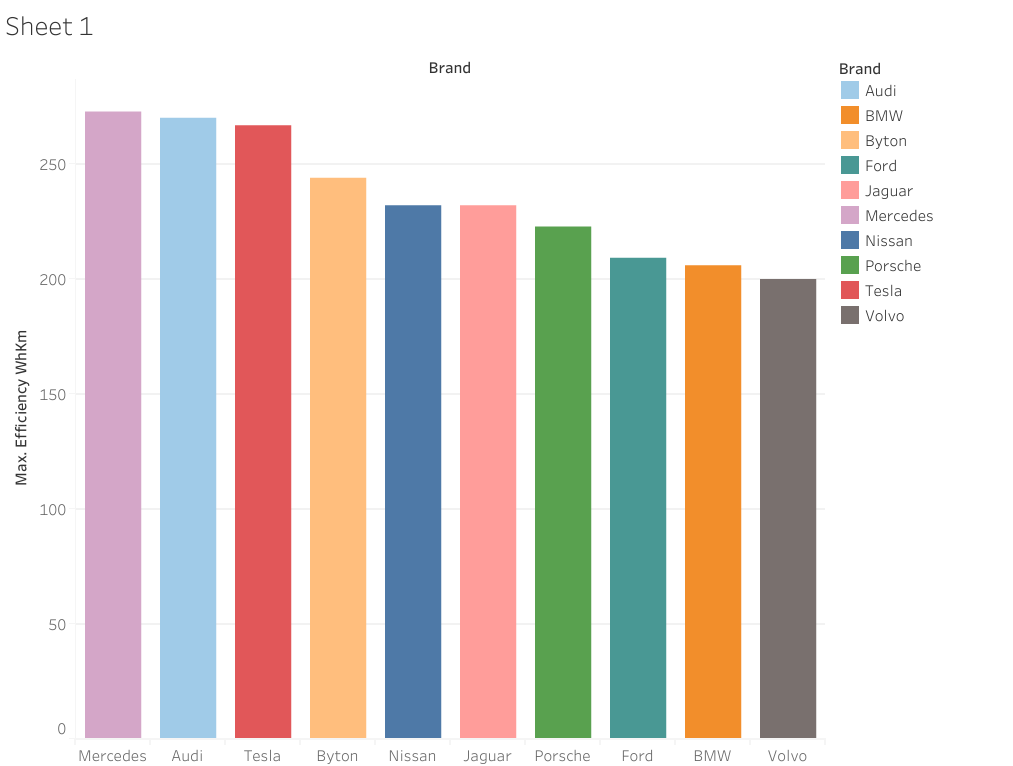 Sheet 1
Brand
Max. Efficiency WhKm
250
200
150
100
50
0
Mercedes Audi Tesla Byton Nissan Jaguar Porsche Ford BMW Volvo
Brand
Audi
BMW
Byton
Ford
Jaguar
Mercedes
Nissan
Porsche
Tesla
Volvo